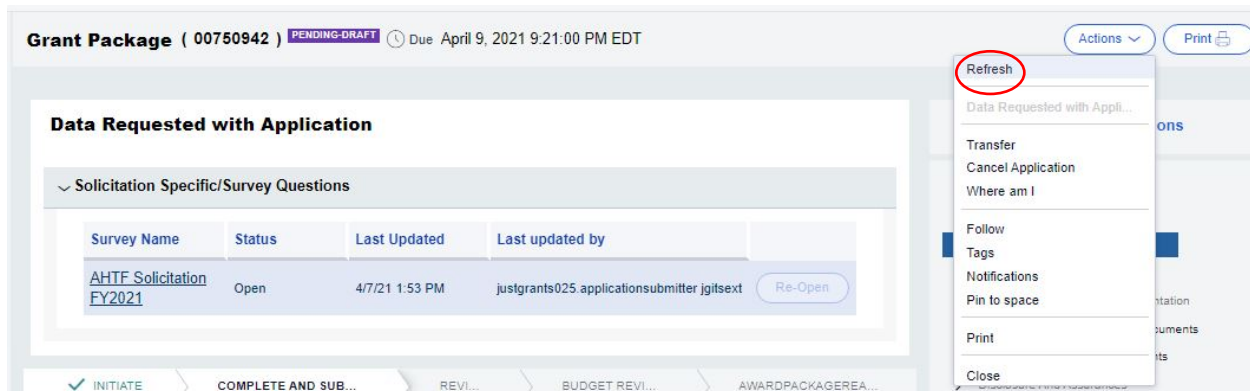 Grant Package ( 00750942 ) PENDING-DRAFT Due April 9, 2021 9:21:00 PM EDT
Actions
Print
Refresh
Data Requested with Appli...
Transfer
Cancel Application
Where am I
Follow
Tags
Notifications
Pin to space
Print
Close
Data Requested with Application
Solicitation Specific/Survey Questions
Survey Name Status Last Updated Last updated by
AHTF Solicitation
FY2021
Open 4/7/21 1:53 PM justgrants025.applicationsubmitter jgitsext Re-Open
INITIATE COMPLETE AND SUB... REVI... BUDGET REVI... AWARDPACKAGEREA...